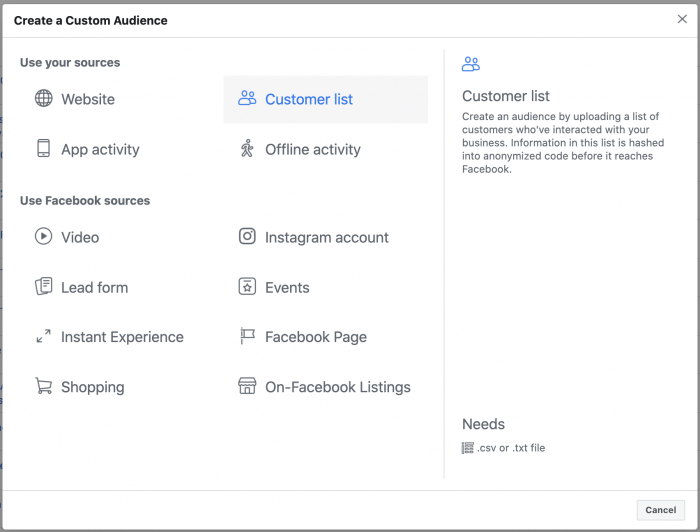 Create a Custom Audience
Use your sources
Website
Customer list
App activity
Offline activity
Use Facebook sources
Video
Instagram account
Lead form
Events
Instant Experience
Facebook Page
Shopping
On-Facebook Listings
Customer list
Create an audience by uploading a list of
customers who've interacted with your
business. Information in this list is hashed
into anonymized code before it reaches
Facebook.
Needs
.csv or .txt file
Cancel